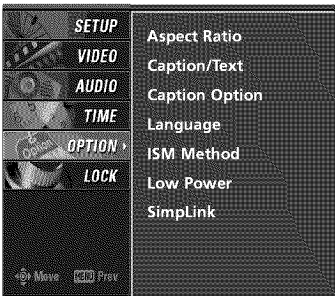 SETUP
VIDEO
AUDIO
TIME
OPTION
LOCK
Move MENU Prev
Aspect Ratio
Caption/Text
Caption Option
Language
ISM Method
Low Power
SimpLink